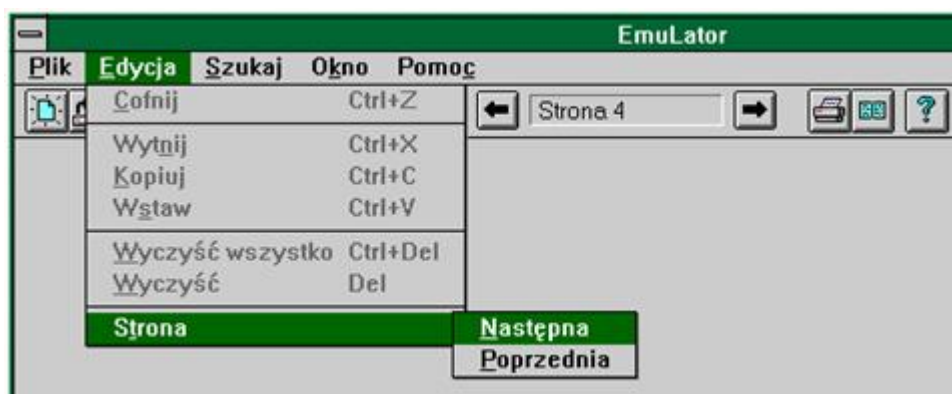 EmuLator
Plik Edycja Szukaj Okno Pomoc
Strona 4
Cofnij Ctrl+Z
Wytnij Ctrl+X
Kopiuj Ctrl+C
Wstaw Ctrl+V
Wyczyść wszystko Ctrl+Del
Wyczyść Del
Strona
Następna
Poprzednia